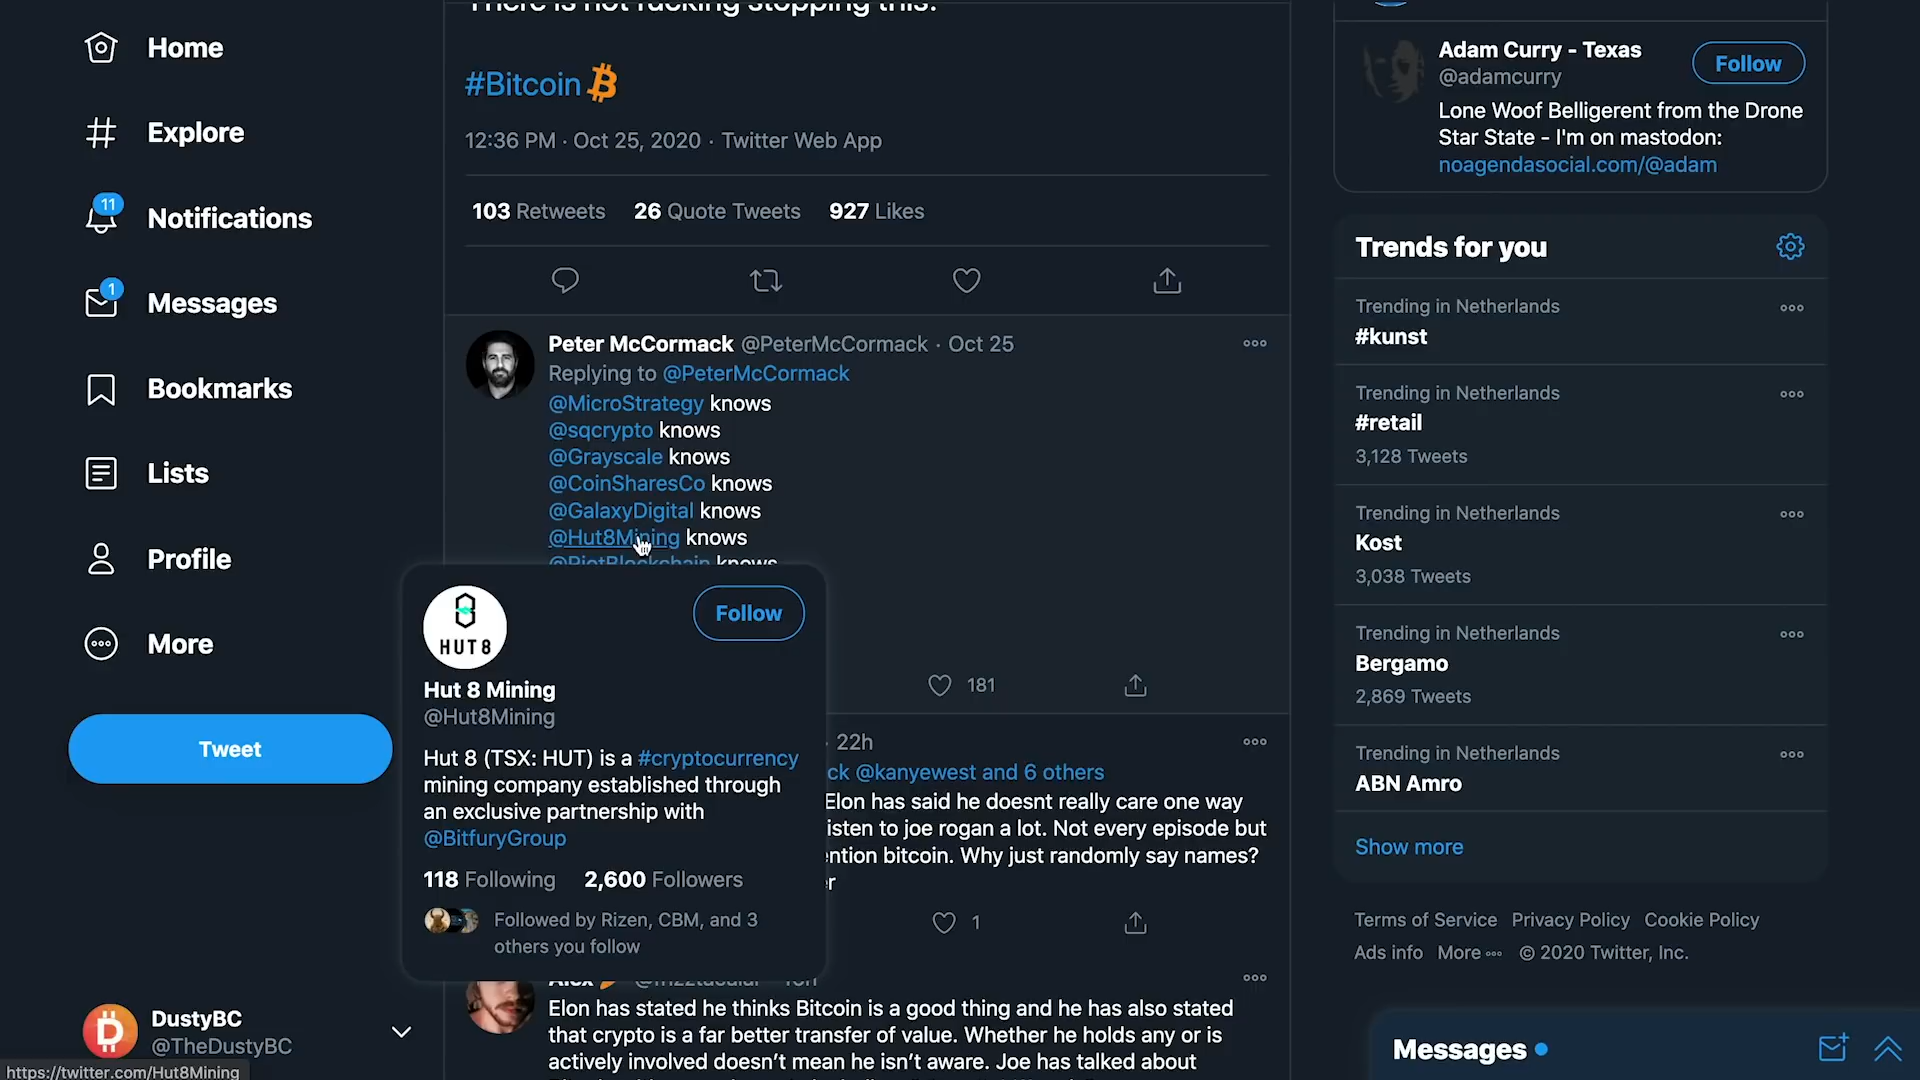 Home
Explore
11
Notifications
1
Messages
Bookmarks
Lists
Profile
More
Tweet
DustyBC
@TheDustyBC
https://twitter.com/Hut8Mining
There is not fucking stopping this.
#Bitcoin
12:36 PM · Oct 25, 2020 · Twitter Web App
103 Retweets 26 Quote Tweets 927 Likes
Peter McCormack @PeterMcCormack · Oct 25
Replying to @PeterMcCormack
@MicroStrategy knows
@sqcrypto knows
@Grayscale knows
@CoinSharesCo knows
@GalaxyDigital knows
@Hut8Mining knows
@RiotBlockchain knows
181
HUT8
Follow
Hut 8 Mining
@Hut8Mining
Hut 8 (TSX: HUT) is a #cryptocurrency
mining company established through
an exclusive partnership with
@BitfuryGroup
118 Following 2,600 Followers
Followed by Rizen, CBM, and 3
others you follow
· 22h
ck @kanyewest and 6 others
Elon has said he doesnt really care one way
isten to joe rogan a lot. Not every episode but
ention bitcoin. Why just randomly say names?
r
1
Alex
Elon has stated he thinks Bitcoin is a good thing and he has also stated
that crypto is a far better transfer of value. Whether he holds any or is
actively involved doesn't mean he isn't aware. Joe has talked about
Adam Curry - Texas
@adamcurry
Follow
Lone Woof Belligerent from the Drone
Star State - I'm on mastodon:
noagendasocial.com/@adam
Trends for you
Trending in Netherlands
#kunst
Trending in Netherlands
#retail
3,128 Tweets
Trending in Netherlands
Kost
3,038 Tweets
Trending in Netherlands
Bergamo
2,869 Tweets
Trending in Netherlands
ABN Amro
Show more
Terms of Service Privacy Policy Cookie Policy
Ads info More © 2020 Twitter, Inc.
Messages